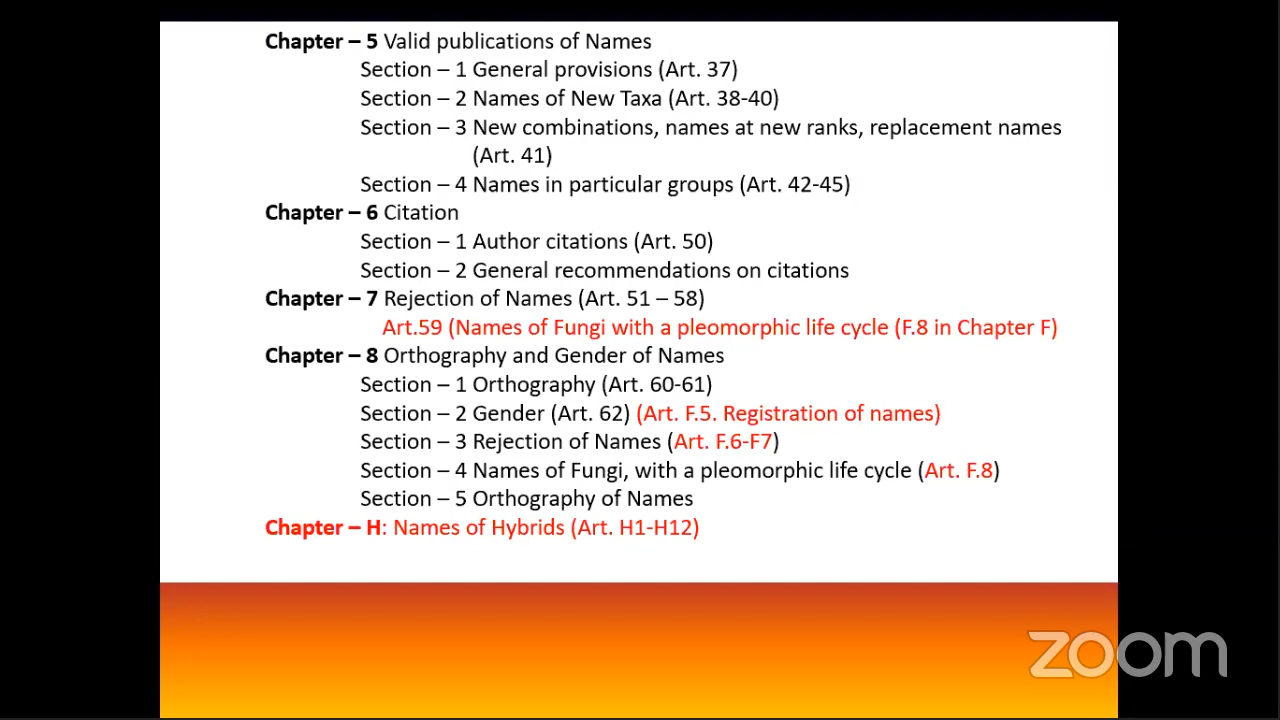 Chapter – 5 Valid publications of Names
Section – 1 General provisions (Art. 37)
Section – 2 Names of New Taxa (Art. 38-40)
Section – 3 New combinations, names at new ranks, replacement names
(Art. 41)
Section – 4 Names in particular groups (Art. 42-45)
Chapter – 6 Citation
Section – 1 Author citations (Art. 50)
Section – 2 General recommendations on citations
Chapter – 7 Rejection of Names (Art. 51 – 58)
Art.59 (Names of Fungi with a pleomorphic life cycle (F.8 in Chapter F)
Chapter – 8 Orthography and Gender of Names
Section – 1 Orthography (Art. 60-61)
Section – 2 Gender (Art. 62) (Art. F.5. Registration of names)
Section – 3 Rejection of Names (Art. F.6-F7)
Section – 4 Names of Fungi, with a pleomorphic life cycle (Art. F.8)
Section – 5 Orthography of Names
Chapter – H: Names of Hybrids (Art. H1-H12)
zoom